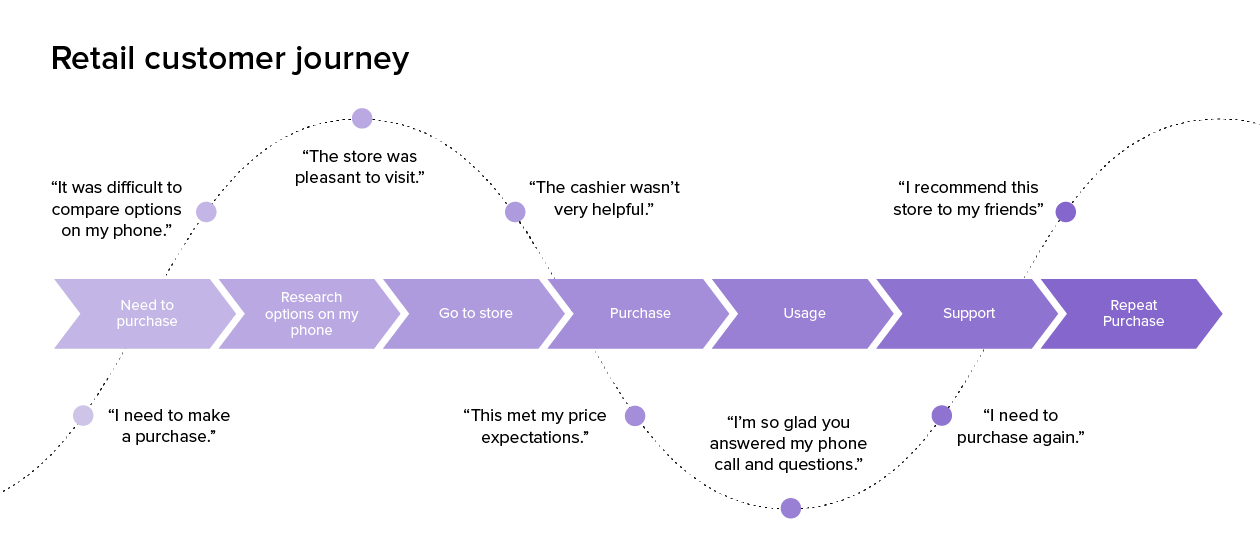 Retail customer journey
“It was difficult to
compare options
on my phone.”
“The store was
pleasant to visit.”
“The cashier wasn’t
very helpful.”
“I recommend this
store to my friends”
Need to
purchase
Research
options on my
phone
Go to store
Purchase
Usage
Support
Repeat
Purchase
“I need to make
a purchase.”
“This met my price
expectations.”
“I’m so glad you
answered my phone
call and questions.”
“I need to
purchase again.”